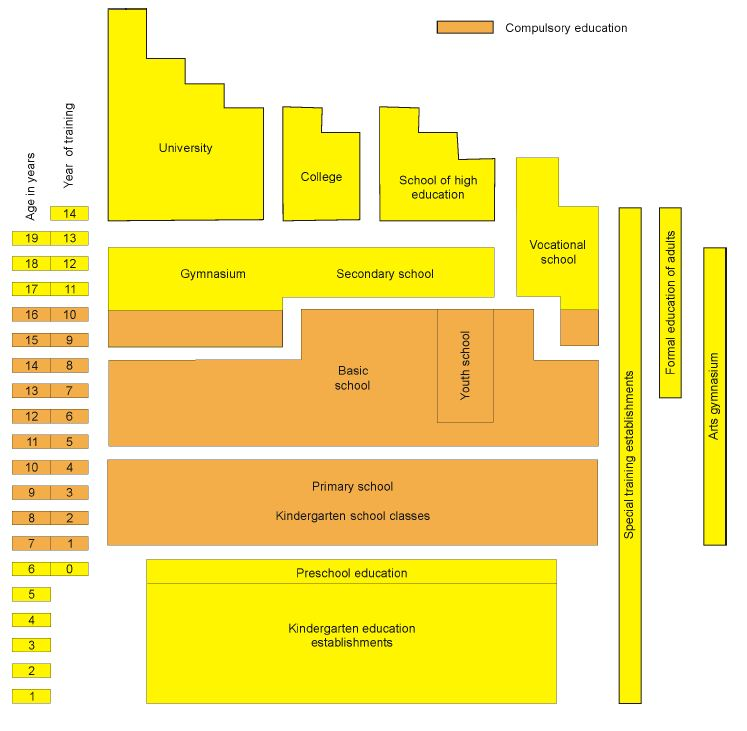 Compulsory education
Age in years
Year of training
University
College
School of high
education
14
19 13
Vocational
school
18 12
Gymnasium
Secondary school
17 11
16 10
15 9
14 8
Basic
school
Youth school
13 7
12 6
11 5
10 4
Primary school
9 3
Kindergarten school classes
8 2
7 1
6 0
Preschool education
5
4
Kindergarten education
establishments
3
2
1
Special training establishments
Formal education of adults
Arts gymnasium